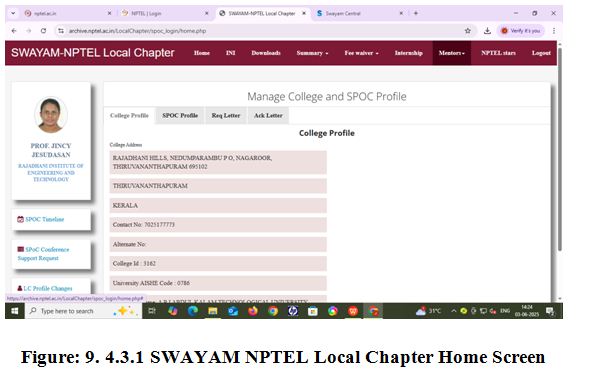 nptel.ac.in
NPTEL | Login
SWAYAM-NPTEL Local Chapter
Swayam Central
archive.nptel.ac.in/LocalChapter/spoc_login/home.php
Verify it's you
SWAYAM-NPTEL Local Chapter
Home INI Downloads Summary Fee waiver Internship Mentors NPTEL stars Logout
Manage College and SPOC Profile
College Profile SPOC Profile Req Letter Ack Letter
College Profile
College Address
RAJADHANI HILLS, NEDUMPARAMBU P O, NAGAROOR,
THIRUVANANTHAPURAM 695102
THIRUVANANTHAPURAM
KERALA
Contact No: 7025177773
Alternate No:
College Id : 3162
University AISHE Code : 0786
PROF. JINCY
JESUDASAN
RAJADHANI INSTITUTE OF
ENGINEERING AND
TECHNOLOGY
SPOC Timeline
SPoC Conference
Support Request
LC Profile Changes
https://archive.nptel.ac.in/LocalChapter/spoc_login/home.php#
Type here to search
31°C
ENG
14:24
03-06-2025
Figure: 9. 4.3.1 SWAYAM NPTEL Local Chapter Home Screen